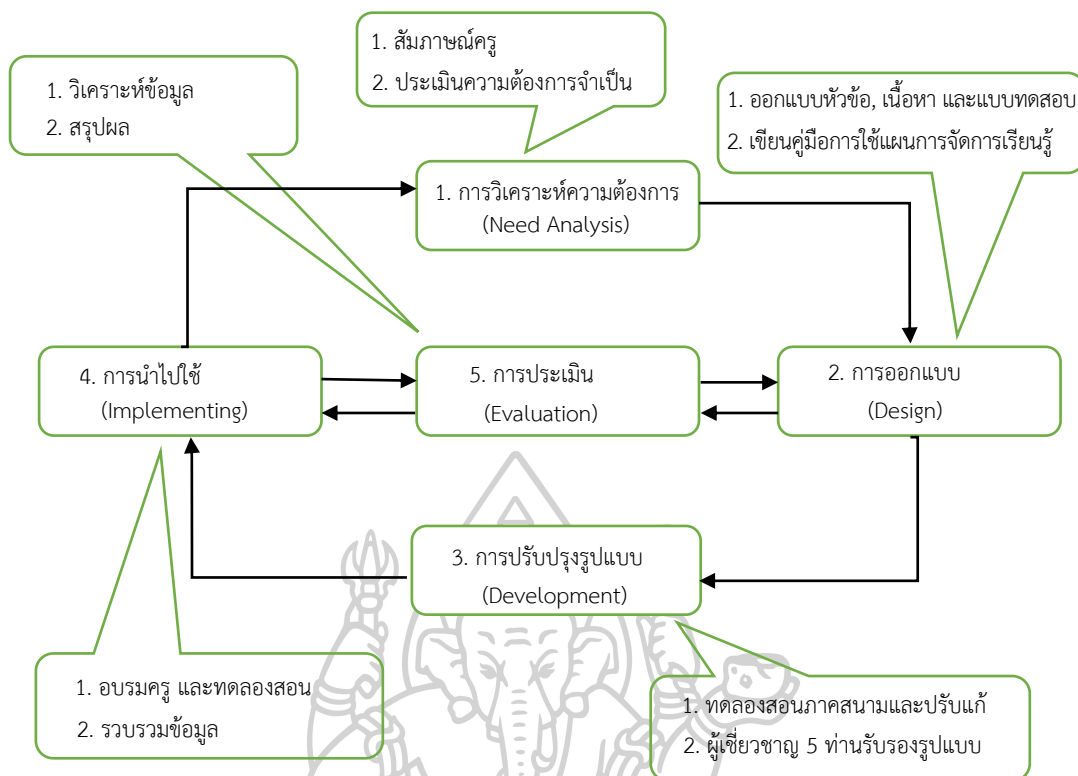 1. สัมภาษณ์ครู
2. ประเมินความต้องการจำเป็น
1. วิเคราะห์ข้อมูล
2. สรุปผล
1. ออกแบบหัวข้อ, เนื้อหา และแบบทดสอบ
2. เขียนคู่มือการใช้แผนการจัดการเรียนรู้
1. การวิเคราะห์ความต้องการ
(Need Analysis)
4. การนำไปใช้
(Implementing)
5. การประเมิน
(Evaluation)
2. การออกแบบ
(Design)
3. การปรับปรุงรูปแบบ
(Development)
1. อบรมครู และทดลองสอน
2. รวบรวมข้อมูล
1. ทดลองสอนภาคสนามและปรับแก้
2. ผู้เชี่ยวชาญ 5 ท่านรับรองรูปแบบ